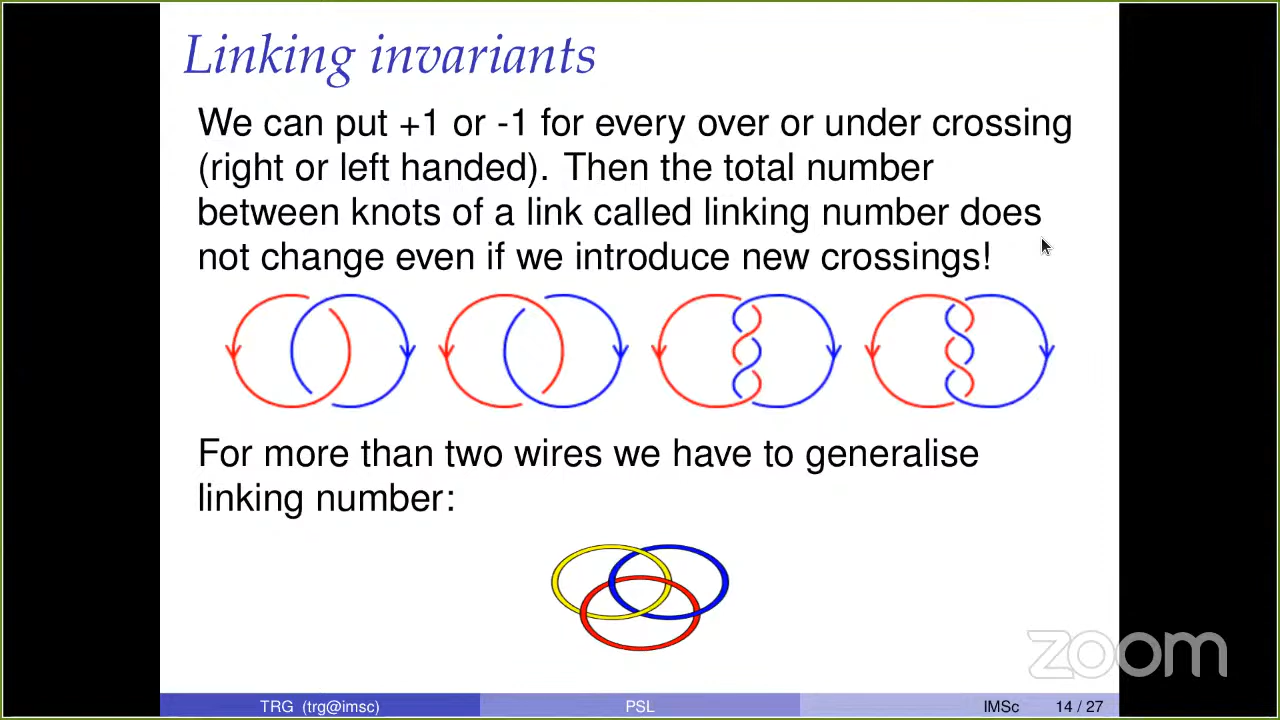 Linking invariants
We can put +1 or -1 for every over or under crossing
(right or left handed). Then the total number
between knots of a link called linking number does
not change even if we introduce new crossings!
For more than two wires we have to generalise
linking number:
zoom
TRG (trg@imsc) PSL IMSc 14 / 27